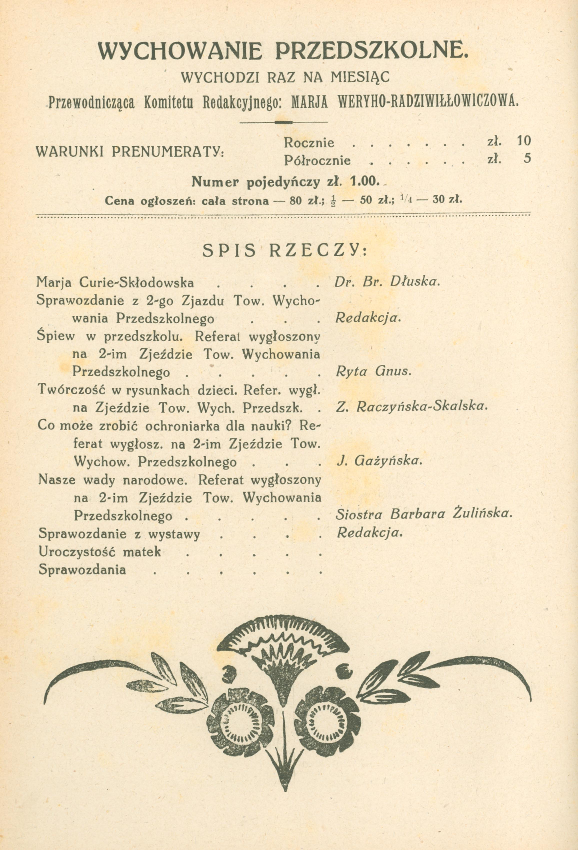 WYCHOWANIE PRZEDSZKOLNE.
WYCHODZI RAZ NA MIESIĄC
Przewodnicząca Komitetu Redakcyjnego: MARJA WERYHO-RADZIWIŁŁOWICZOWA.
WARUNKI PRENUMERATY:
Rocznie . . . . . . . zł. 10
Półrocznie . . . . . . zł. 5
Numer pojedyńczy zł. 1.00.
Cena ogłoszeń: cała strona — 80 zł.; ½ — 50 zł.; ¼ — 30 zł.
SPIS RZECZY:
Marja Curie-Skłodowska . . . . Dr. Br. Dłuska.
Sprawozdanie z 2-go Zjazdu Tow. Wycho-
wania Przedszkolnego . . . Redakcja.
Śpiew w przedszkolu. Referat wygłoszony
na 2-im Zjeździe Tow. Wychowania
Przedszkolnego . . . . . Ryta Gnus.
Twórczość w rysunkach dzieci. Refer. wygł.
na Zjeździe Tow. Wych. Przedszk. . Z. Raczyńska-Skalska.
Co może zrobić ochroniarka dla nauki? Re-
ferat wygłosz. na 2-im Zjeździe Tow.
Wychow. Przedszkolnego . . . J. Gażyńska.
Nasze wady narodowe. Referat wygłoszony
na 2-im Zjeździe Tow. Wychowania
Przedszkolnego . . . . . Siostra Barbara Żulińska.
Sprawozdanie z wystawy . . . . Redakcja.
Uroczystość matek . . . . .
Sprawozdania . . . . . .